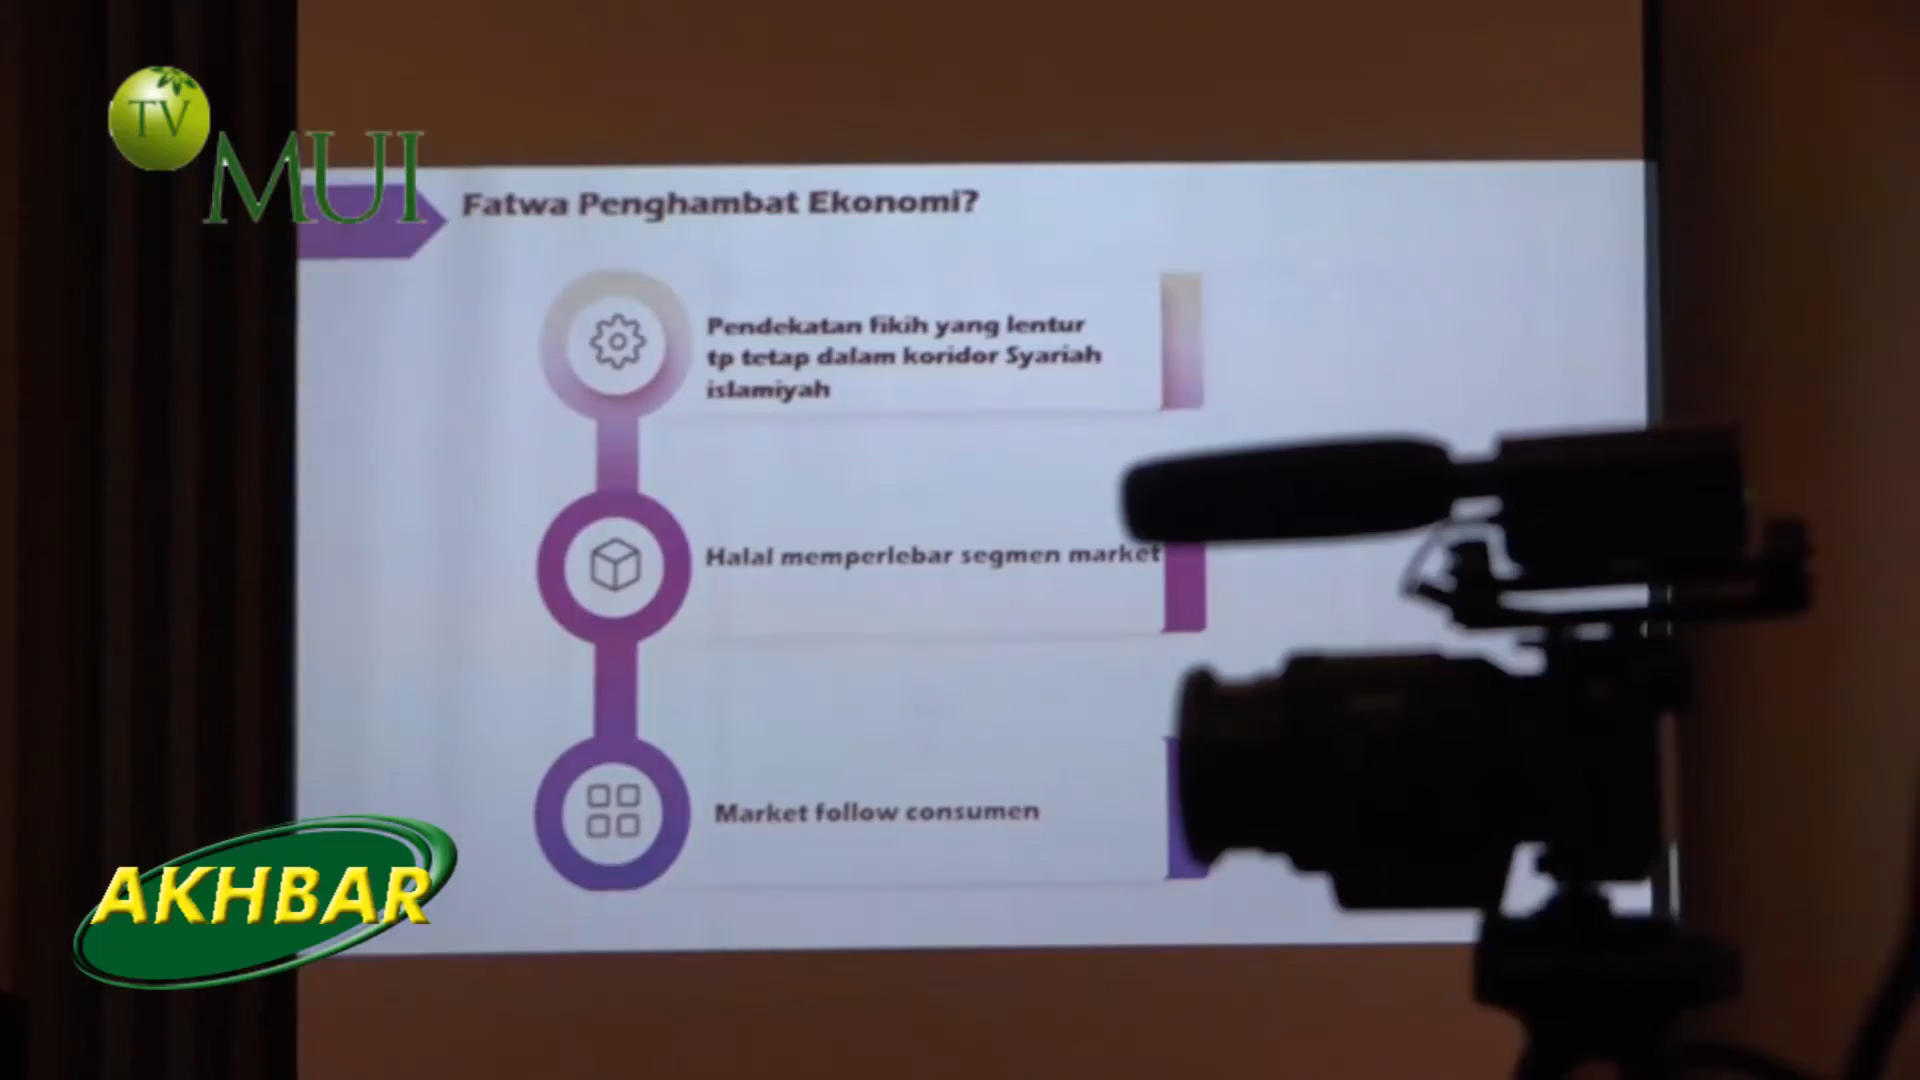 TV
MUI
Fatwa Penghambat Ekonomi?
Pendekatan fikih yang lentur
tp tetap dalam koridor Syariah
islamiyah
Halal memperlebar segmen market
Market follow consumen
AKHBAR